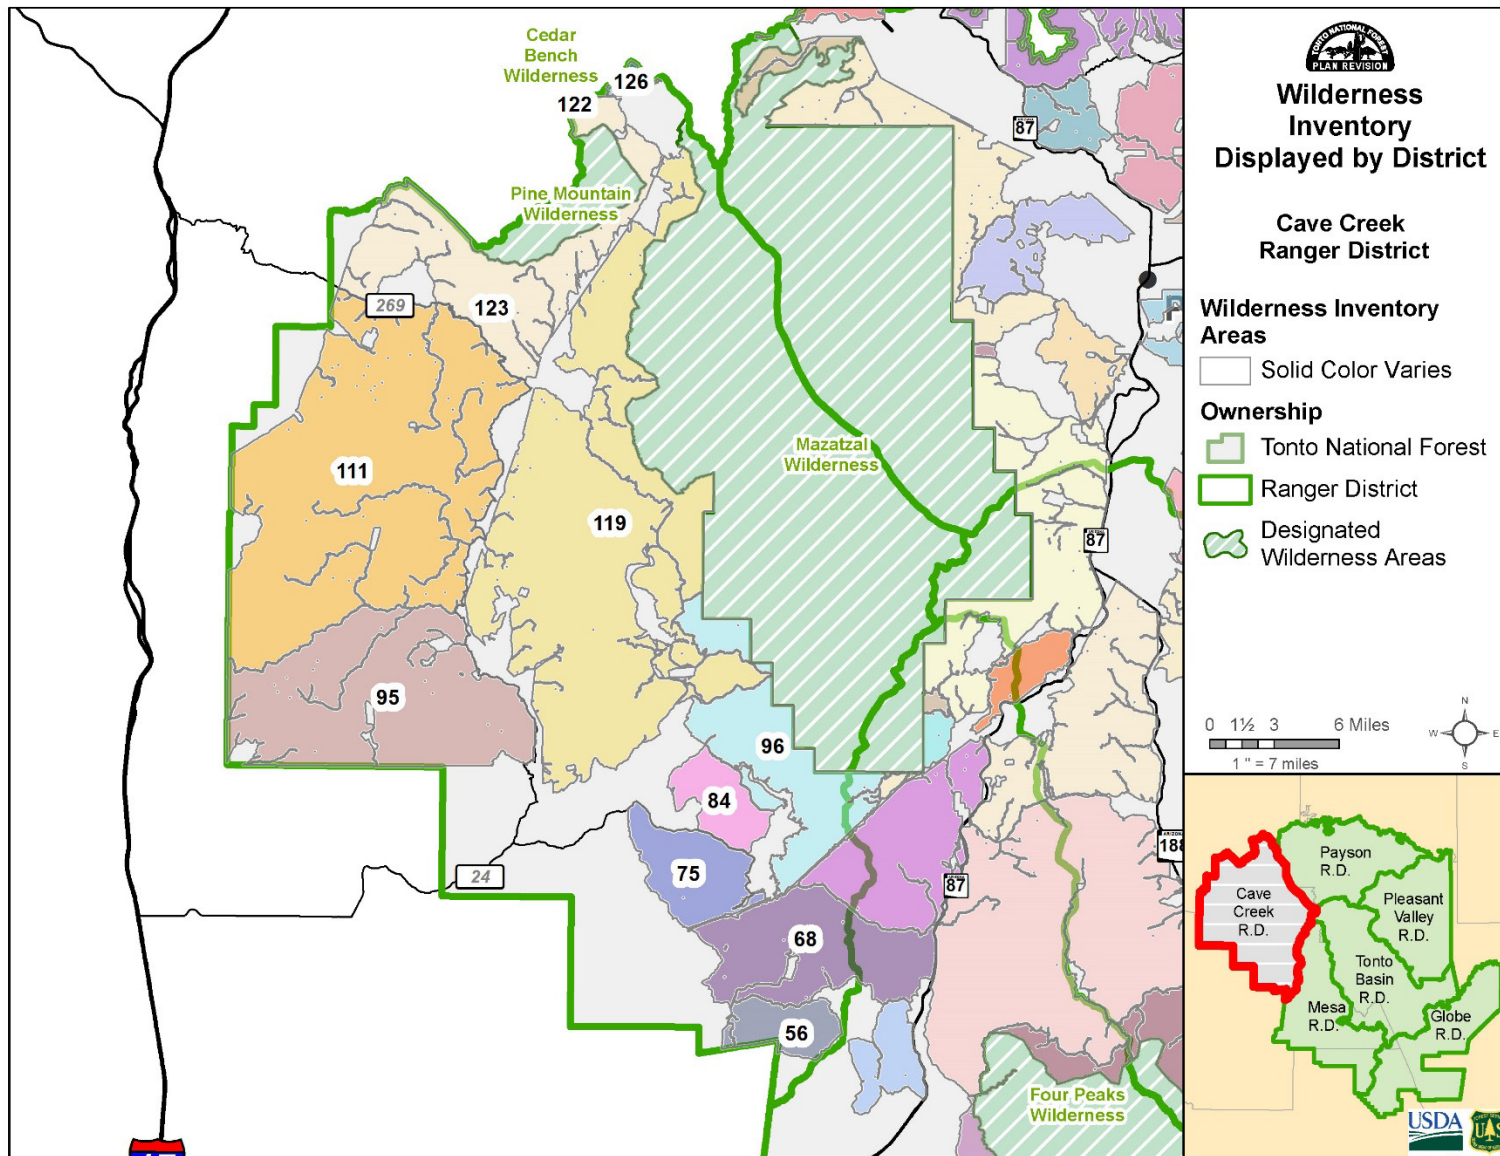 Cedar
Bench
Wilderness
126
122
Pine Mountain
Wilderness
269
123
111
119
Mazatzal
Wilderness
95
96
84
75
24
68
56
87
87
87
188
Four Peaks
Wilderness
TONTO NATIONAL FOREST
PLAN REVISION
Wilderness
Inventory
Displayed by District
Cave Creek
Ranger District
Wilderness Inventory
Areas
Solid Color Varies
Ownership
Tonto National Forest
Ranger District
Designated
Wilderness Areas
0 1½ 3 6 Miles
1 " = 7 miles
N
W E
S
Payson
R.D.
Cave
Creek
R.D.
Pleasant
Valley
R.D.
Tonto
Basin
R.D.
Mesa
R.D.
Globe
R.D.
USDA